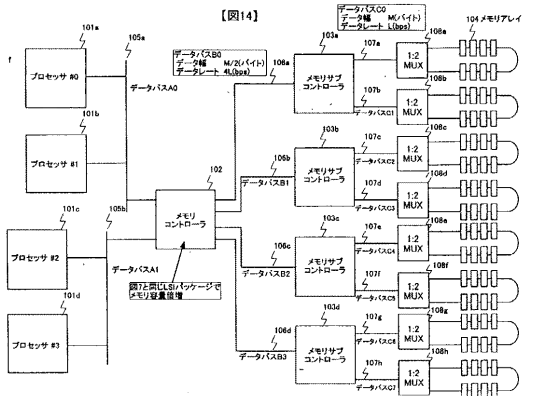 【図14】
f
101a
プロセッサ #0
101b
プロセッサ #1
101c
プロセッサ #2
101d
プロセッサ #3
105a
データバスA0
105b
データバスA1
102
メモリ
コントローラ
図7と同じLSIパッケージで
メモリ容量倍増
データバスB0
データ幅 M/2(バイト)
データレート 4L(bps)
106a
105b
データバスB1
106c
データバスB2
106d
データバスB3
103a
メモリサブ
コントローラ
103b
メモリサブ
コントローラ
103c
メモリサブ
コントローラ
103d
メモリサブ
コントローラ
データバスC0
データ幅 M(バイト)
データレート L(bps)
107a
107b
データバスC1
107c
データバスC2
107d
データバスC3
107e
データバスC4
107f
データバスC5
107g
データバスC6
107h
データバスC7
108a
1:2
MUX
108b
1:2
MUX
108c
1:2
MUX
108d
1:2
MUX
108e
1:2
MUX
108f
1:2
MUX
108g
1:2
MUX
108h
1:2
MUX
104 メモリアレイ